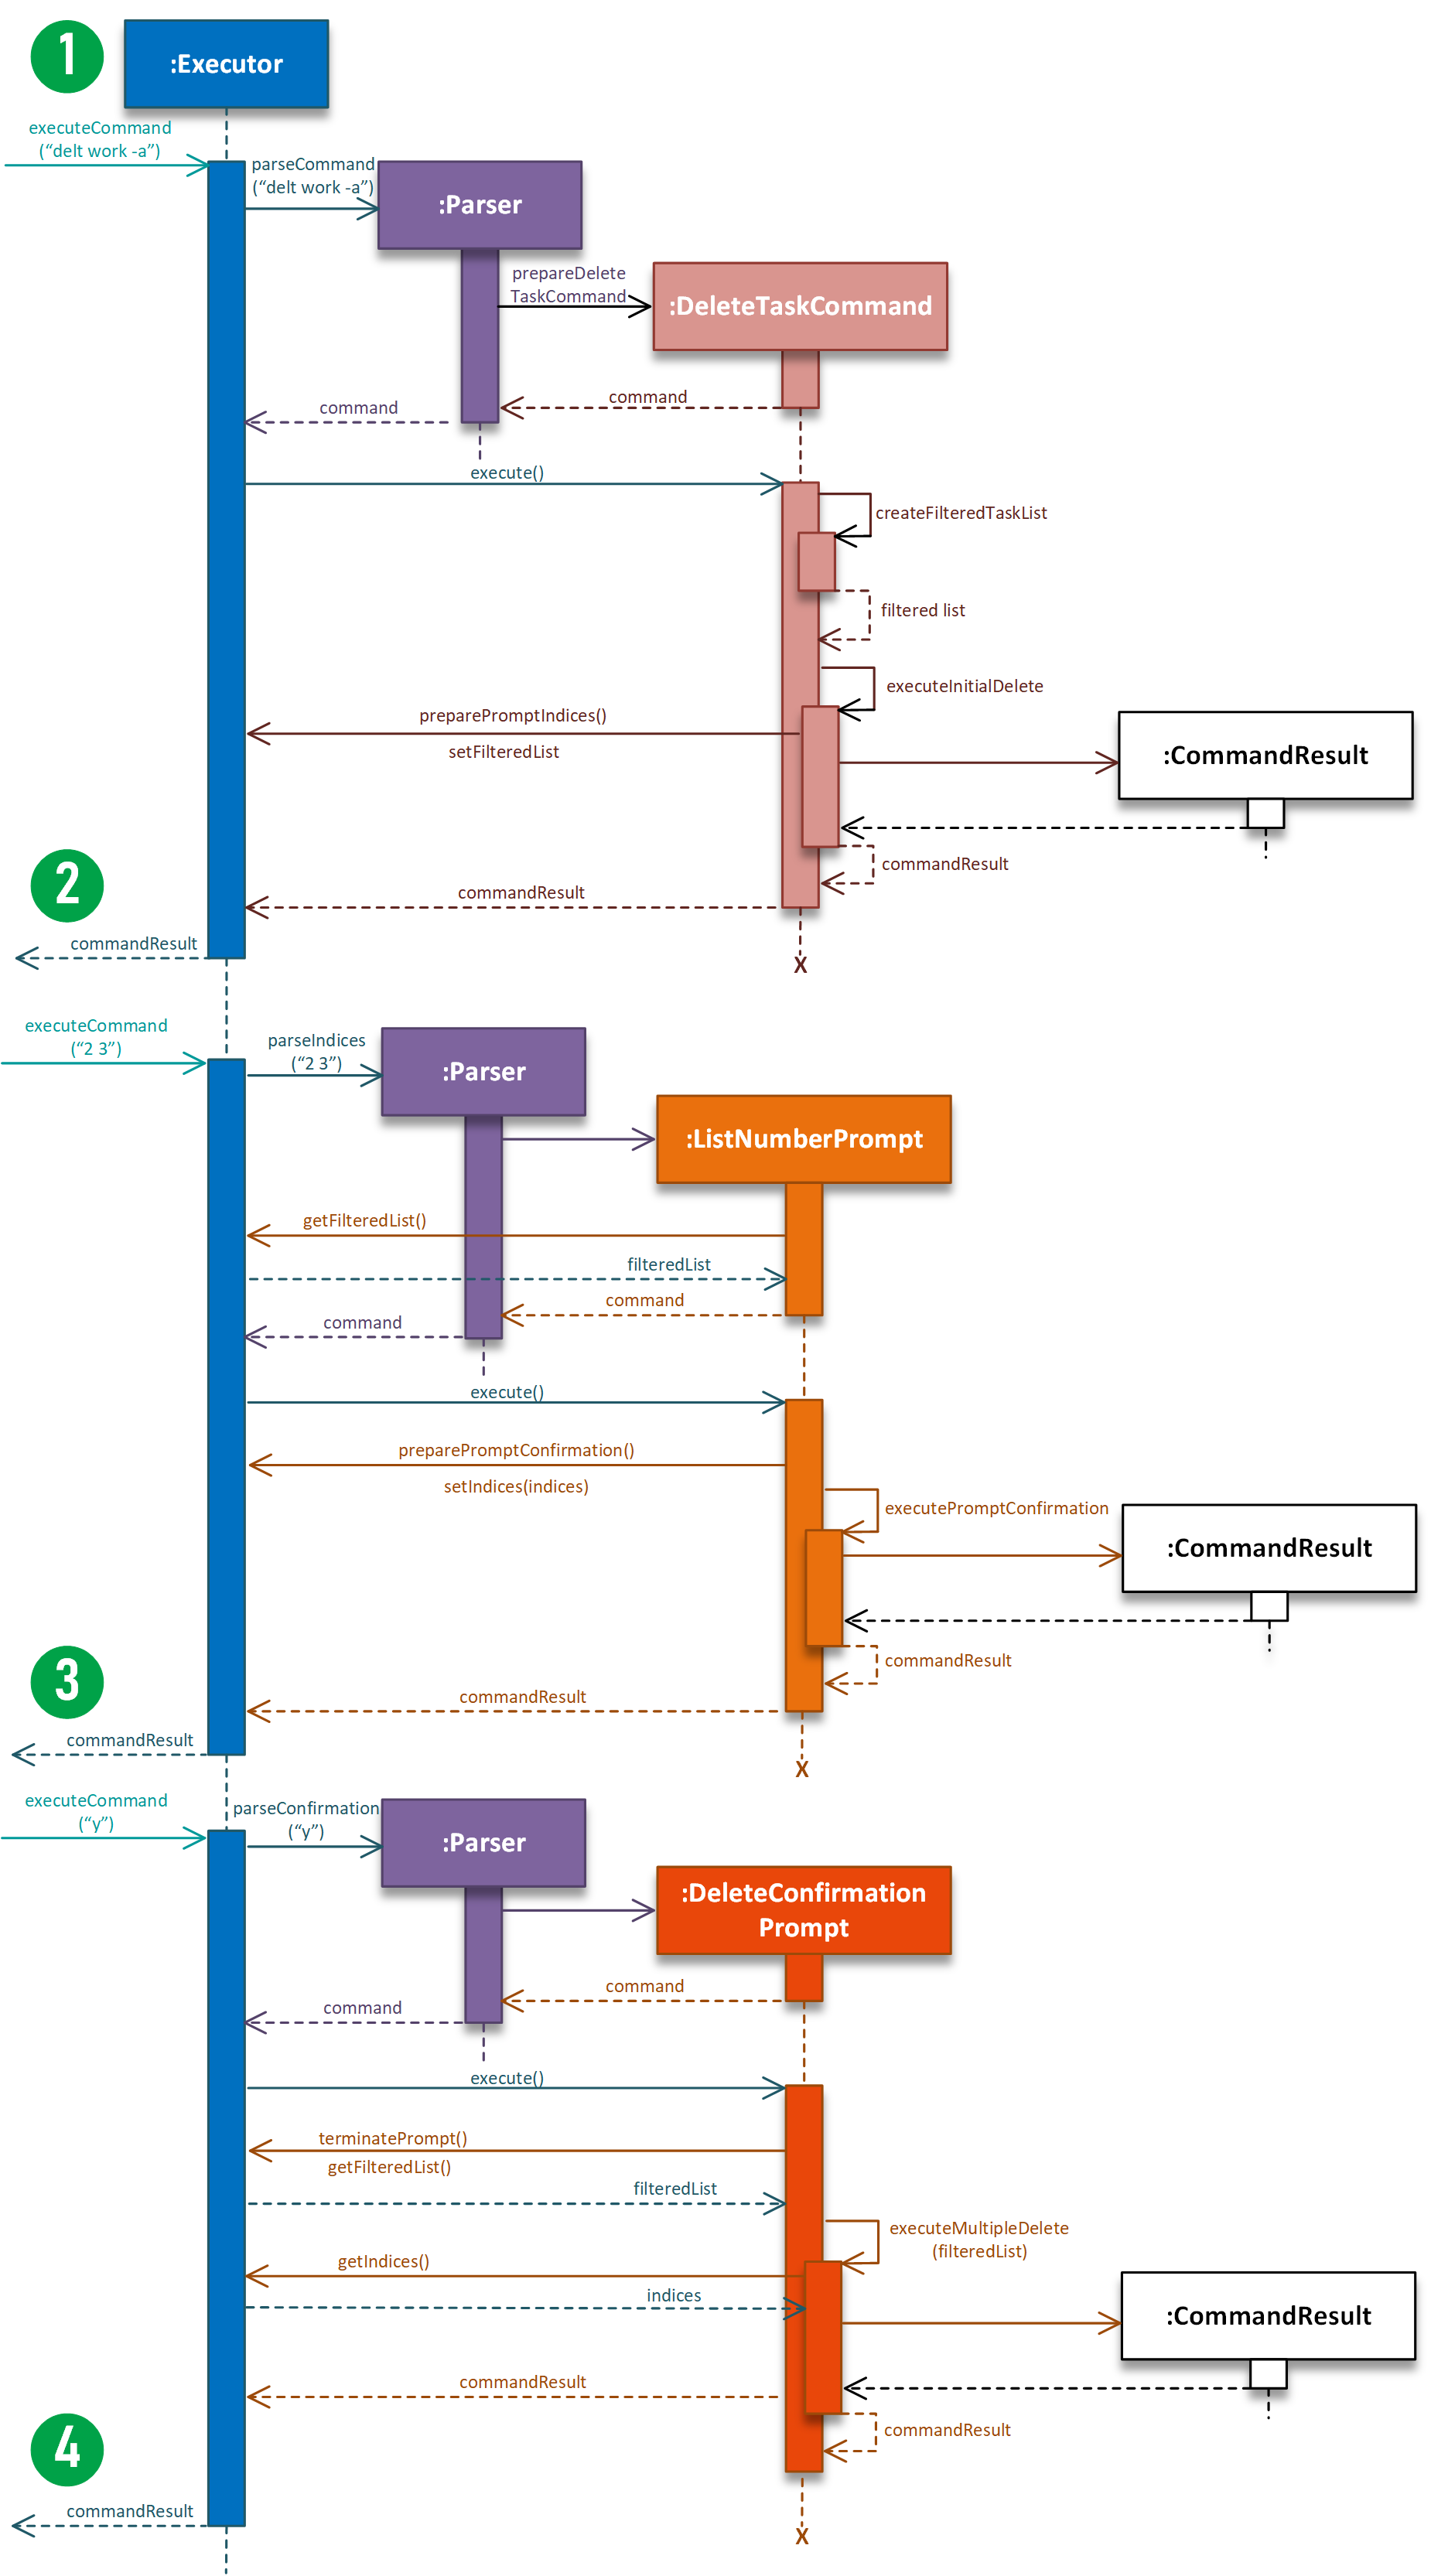 1
:Executor
executeCommand
(“delt work -a”)
parseCommand
(“delt work -a”)
:Parser
prepareDelete
TaskCommand
:DeleteTaskCommand
command
command
execute()
createFilteredTaskList
filtered list
executeInitialDelete
preparePromptIndices()
setFilteredList
:CommandResult
2
commandResult
commandResult
commandResult
executeCommand
(“2 3”)
parseIndices
(“2 3”)
:Parser
:ListNumberPrompt
getFilteredList()
filteredList
command
command
execute()
preparePromptConfirmation()
setIndices(indices)
executePromptConfirmation
:CommandResult
3
commandResult
commandResult
commandResult
executeCommand
(“y”)
parseConfirmation
(“y”)
:Parser
:DeleteConfirmation
Prompt
command
command
execute()
terminatePrompt()
getFilteredList()
filteredList
executeMultipleDelete
(filteredList)
getIndices()
indices
:CommandResult
commandResult
4
commandResult
commandResult
X
X
X